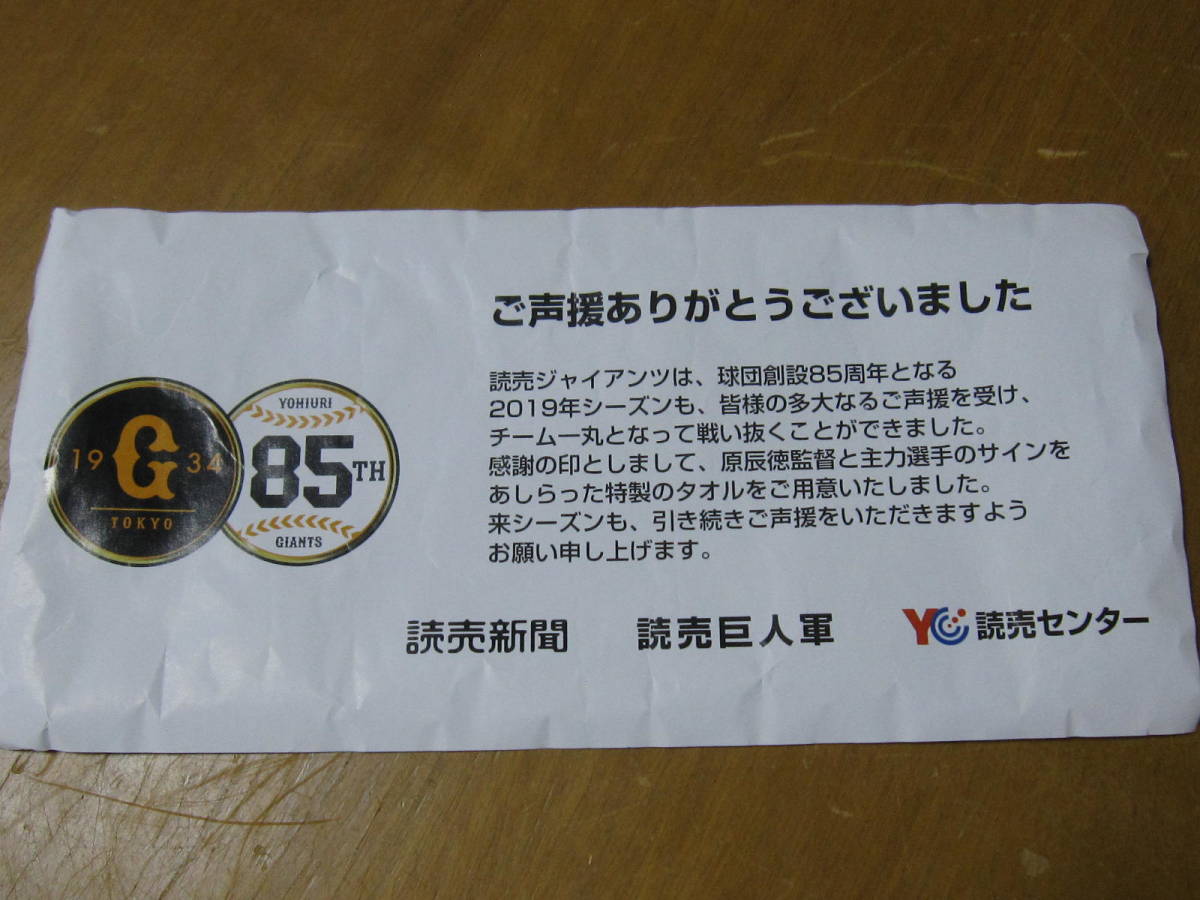 ご声援ありがとうございました
読売ジャイアンツは、球団創設85周年となる
2019年シーズンも、皆様の多大なるご声援を受け、
チーム一丸となって戦い抜くことができました。
感謝の印としまして、原辰徳監督と主力選手のサインを
あしらった特製のタオルをご用意いたしました。
来シーズンも、引き続きご声援をいただきますよう
お願い申し上げます。
19 G 34
TOKYO
YOHIURI
85TH
GIANTS
読売新聞 読売巨人軍 YC 読売センター